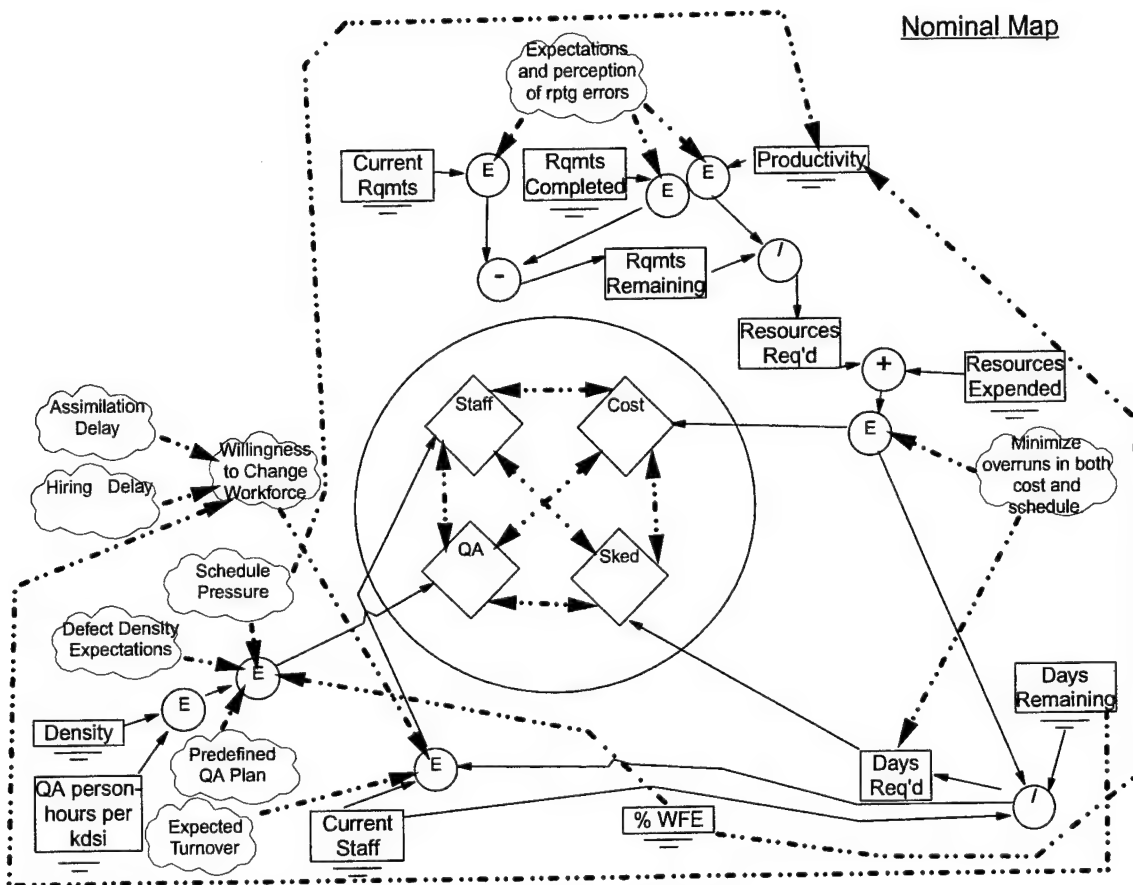 Nominal Map
Expectations
and perception
of rptg errors
Current
Rqmts
E
Rqmts
Completed
E
E
Productivity
-
Rqmts
Remaining
/
Resources
Req'd
+
Resources
Expended
E
Minimize
overruns in both
cost and
schedule
Staff
Cost
QA
Sked
Assimilation
Delay
Willingness
to Change
Workforce
Hiring Delay
Schedule
Pressure
Defect Density
Expectations
E
E
Density
Predefined
QA Plan
QA person-
hours per
kdsi
Expected
Turnover
E
Current
Staff
% WFE
Days
Req'd
Days
Remaining
/